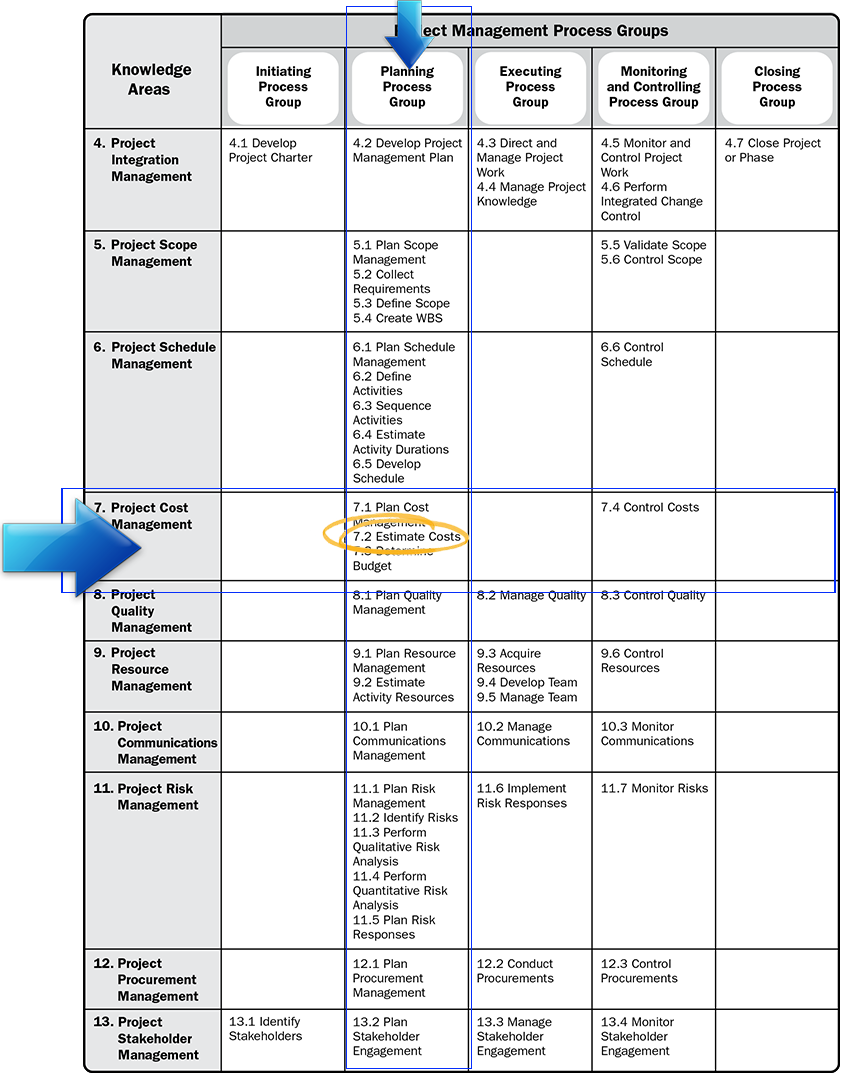 Project Management Process Groups
Knowledge
Areas
Initiating
Process
Group
Planning
Process
Group
Executing
Process
Group
Monitoring
and Controlling
Process Group
Closing
Process
Group
4. Project
Integration
Management
4.1 Develop
Project Charter
4.2 Develop Project
Management Plan
4.3 Direct and
Manage Project
Work
4.4 Manage Project
Knowledge
4.5 Monitor and
Control Project
Work
4.6 Perform
Integrated Change
Control
4.7 Close Project
or Phase
5. Project Scope
Management
5.1 Plan Scope
Management
5.2 Collect
Requirements
5.3 Define Scope
5.4 Create WBS
5.5 Validate Scope
5.6 Control Scope
6. Project Schedule
Management
6.1 Plan Schedule
Management
6.2 Define
Activities
6.3 Sequence
Activities
6.4 Estimate
Activity Durations
6.5 Develop
Schedule
6.6 Control
Schedule
7. Project Cost
Management
7.1 Plan Cost
Management
7.2 Estimate Costs
7.3 Determine
Budget
7.4 Control Costs
8. Project
Quality
Management
8.1 Plan Quality
Management
8.2 Manage Quality
8.3 Control Quality
9. Project
Resource
Management
9.1 Plan Resource
Management
9.2 Estimate
Activity Resources
9.3 Acquire
Resources
9.4 Develop Team
9.5 Manage Team
9.6 Control
Resources
10. Project
Communications
Management
10.1 Plan
Communications
Management
10.2 Manage
Communications
10.3 Monitor
Communications
11. Project Risk
Management
11.1 Plan Risk
Management
11.2 Identify Risks
11.3 Perform
Qualitative Risk
Analysis
11.4 Perform
Quantitative Risk
Analysis
11.5 Plan Risk
Responses
11.6 Implement
Risk Responses
11.7 Monitor Risks
12. Project
Procurement
Management
12.1 Plan
Procurement
Management
12.2 Conduct
Procurements
12.3 Control
Procurements
13. Project
Stakeholder
Management
13.1 Identify
Stakeholders
13.2 Plan
Stakeholder
Engagement
13.3 Manage
Stakeholder
Engagement
13.4 Monitor
Stakeholder
Engagement